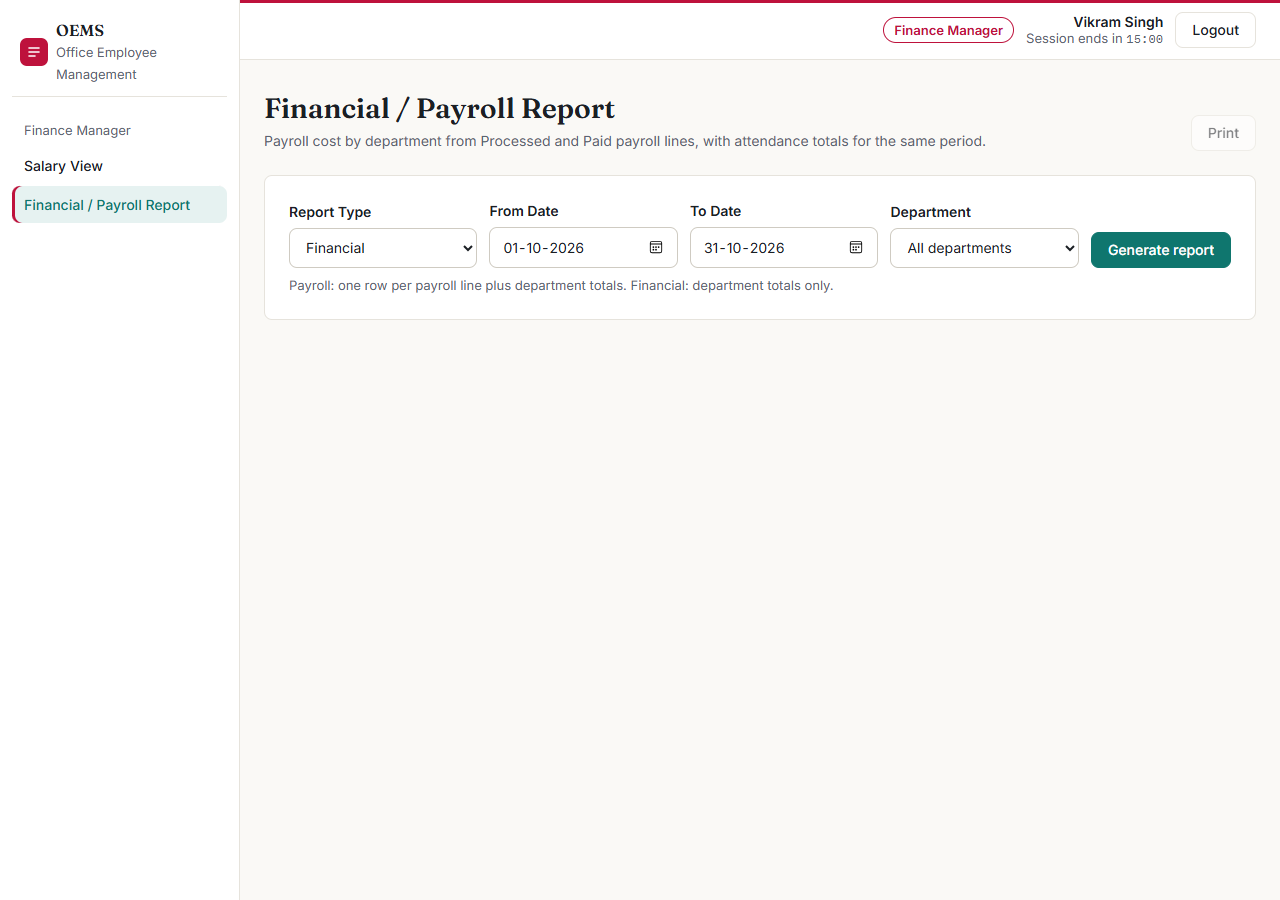 OEMS
Office Employee
Management
Finance Manager
Salary View
Financial / Payroll Report
Finance Manager
Vikram Singh
Session ends in 15:00
Logout
Financial / Payroll Report
Payroll cost by department from Processed and Paid payroll lines, with attendance totals for the same period.
Print
Report Type
From Date
To Date
Department
Financial
01-10-2026
31-10-2026
All departments
Generate report
Payroll: one row per payroll line plus department totals. Financial: department totals only.